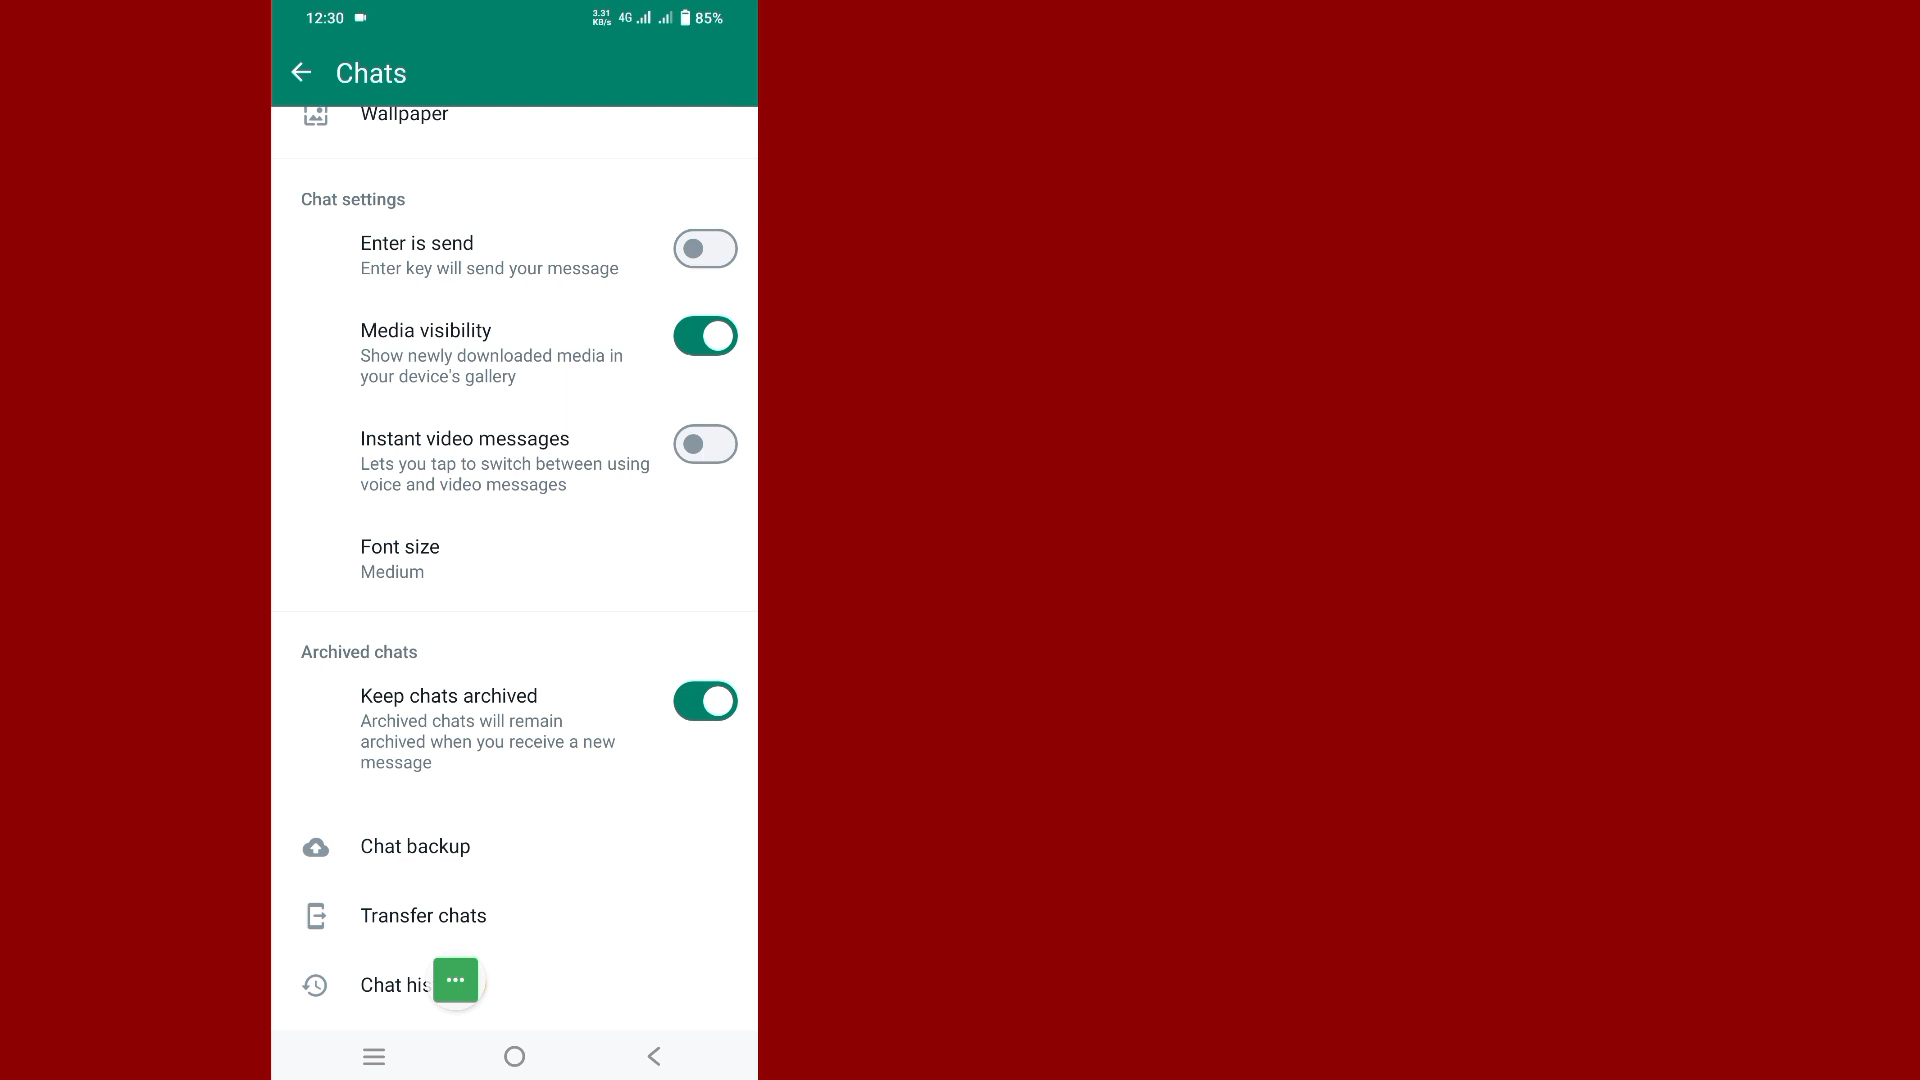 12:30 3.31 KB/s 4G 85%
Chats
Wallpaper
Chat settings
Enter is send
Enter key will send your message
Media visibility
Show newly downloaded media in
your device's gallery
Instant video messages
Lets you tap to switch between using
voice and video messages
Font size
Medium
Archived chats
Keep chats archived
Archived chats will remain
archived when you receive a new
message
Chat backup
Transfer chats
Chat